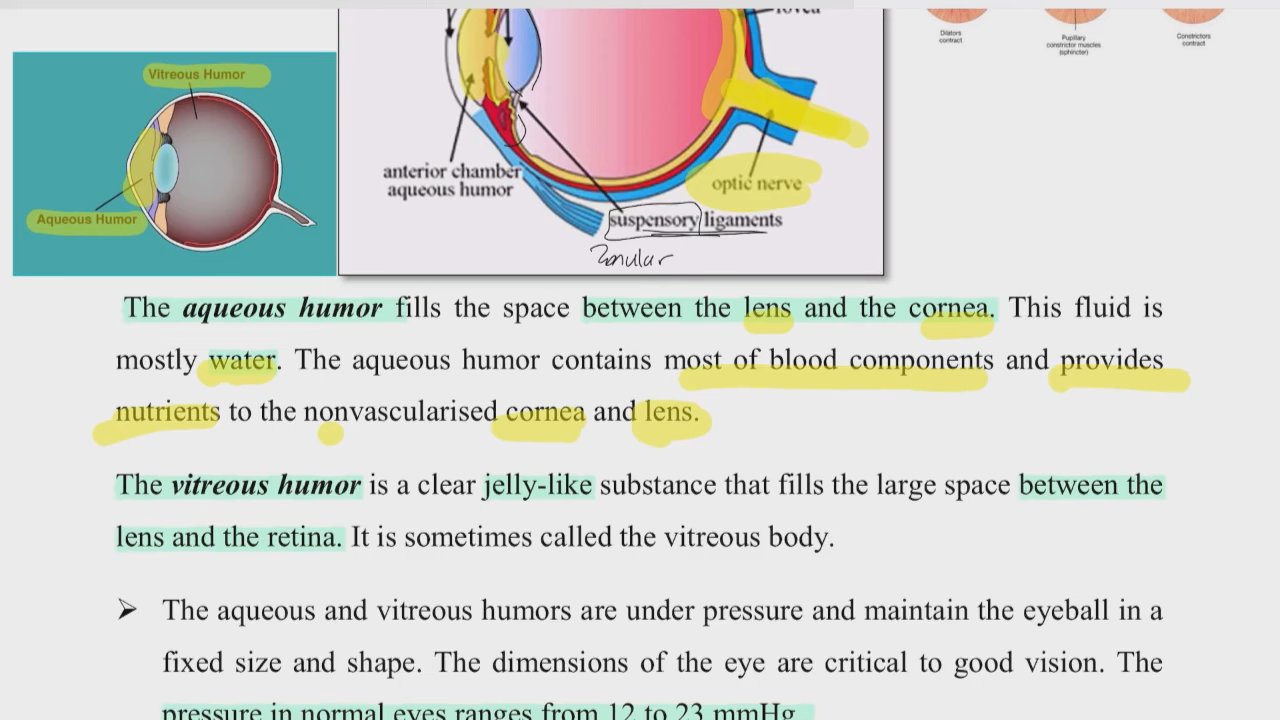 fovea
Dilators
contract
Pupillary
constrictor muscles
(sphincter)
Constrictors
contract
Vitreous Humor
Aqueous Humor
anterior chamber
aqueous humor
optic nerve
suspensory ligaments
Zonular
The aqueous humor fills the space between the lens and the cornea. This fluid is
mostly water. The aqueous humor contains most of blood components and provides
nutrients to the nonvascularised cornea and lens.
The vitreous humor is a clear jelly-like substance that fills the large space between the
lens and the retina. It is sometimes called the vitreous body.
➢ The aqueous and vitreous humors are under pressure and maintain the eyeball in a
fixed size and shape. The dimensions of the eye are critical to good vision. The
pressure in normal eyes ranges from 12 to 23 mmHg